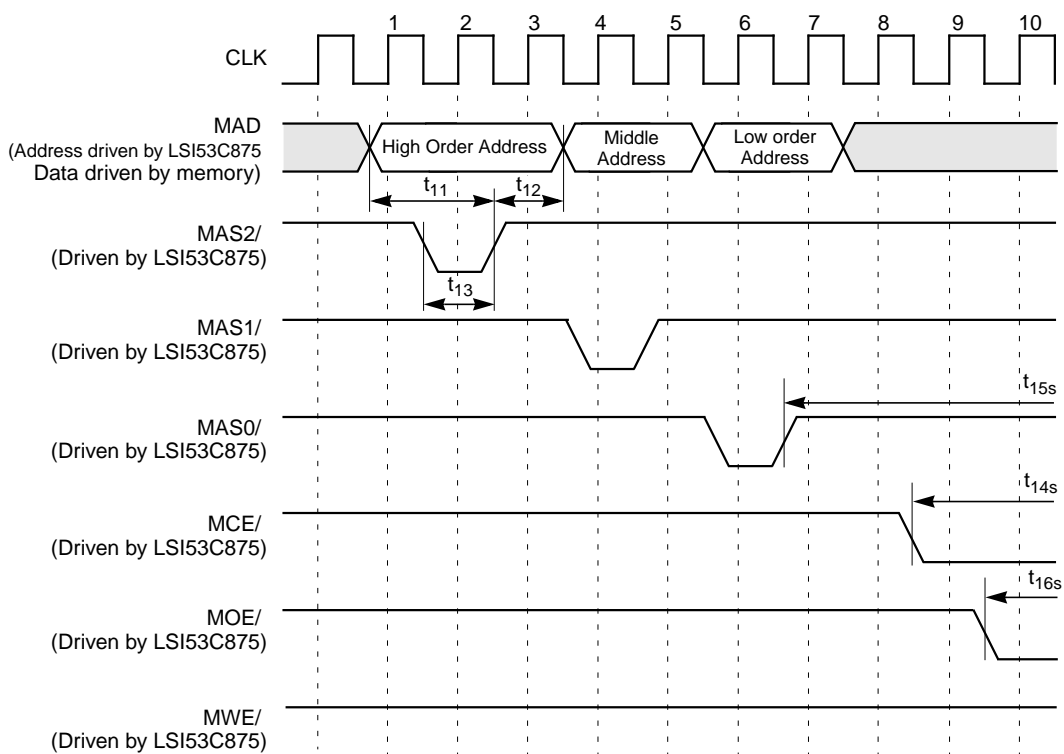 1 2 3 4 5 6 7 8 9 10
CLK
MAD
(Address driven by LSI53C875
Data driven by memory)
High Order Address
Middle
Address
Low order
Address
t11
t12
MAS2/
(Driven by LSI53C875)
t13
MAS1/
(Driven by LSI53C875)
t15s
MAS0/
(Driven by LSI53C875)
t14s
MCE/
(Driven by LSI53C875)
t16s
MOE/
(Driven by LSI53C875)
MWE/
(Driven by LSI53C875)